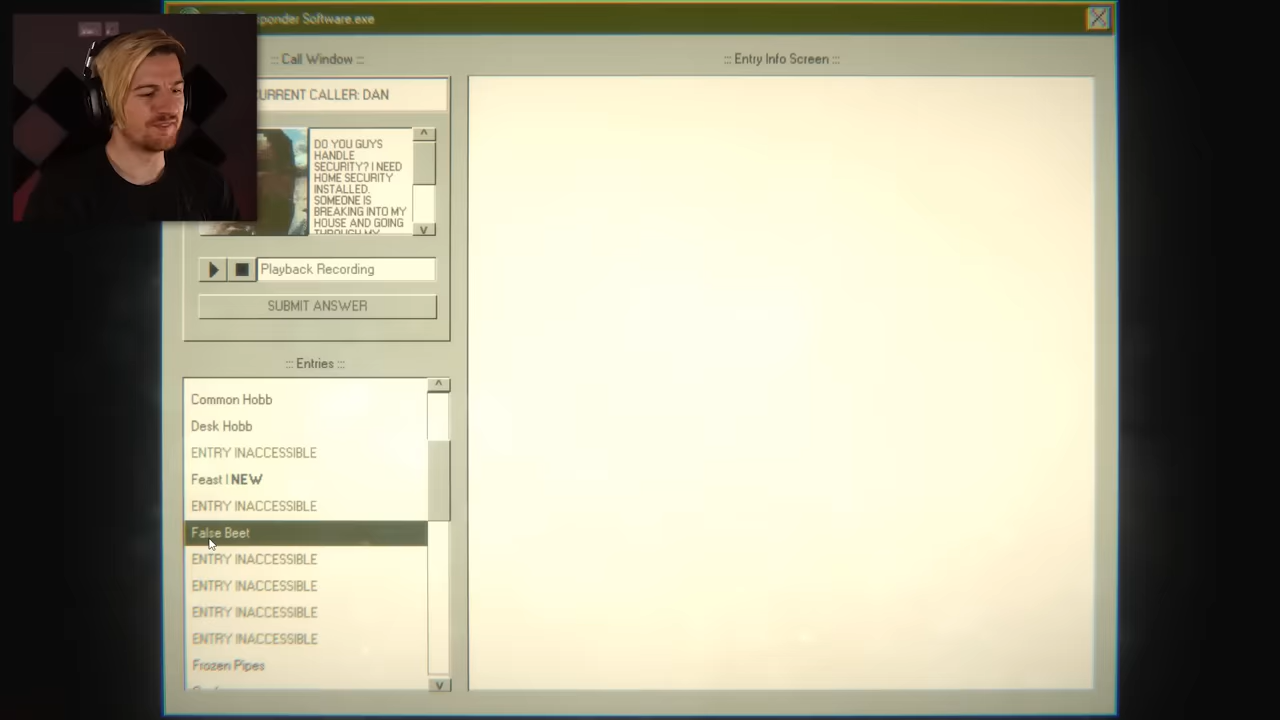 ponder Software.exe
::: Call Window :::
::: Entry Info Screen :::
URRENT CALLER: DAN
DO YOU GUYS
HANDLE
SECURITY? I NEED
HOME SECURITY
INSTALLED.
SOMEONE IS
BREAKING INTO MY
HOUSE AND GOING
THROUGH MY
Playback Recording
SUBMIT ANSWER
::: Entries :::
Common Hobb
Desk Hobb
ENTRY INACCESSIBLE
Feast | NEW
ENTRY INACCESSIBLE
False Beet
ENTRY INACCESSIBLE
ENTRY INACCESSIBLE
ENTRY INACCESSIBLE
ENTRY INACCESSIBLE
Frozen Pipes